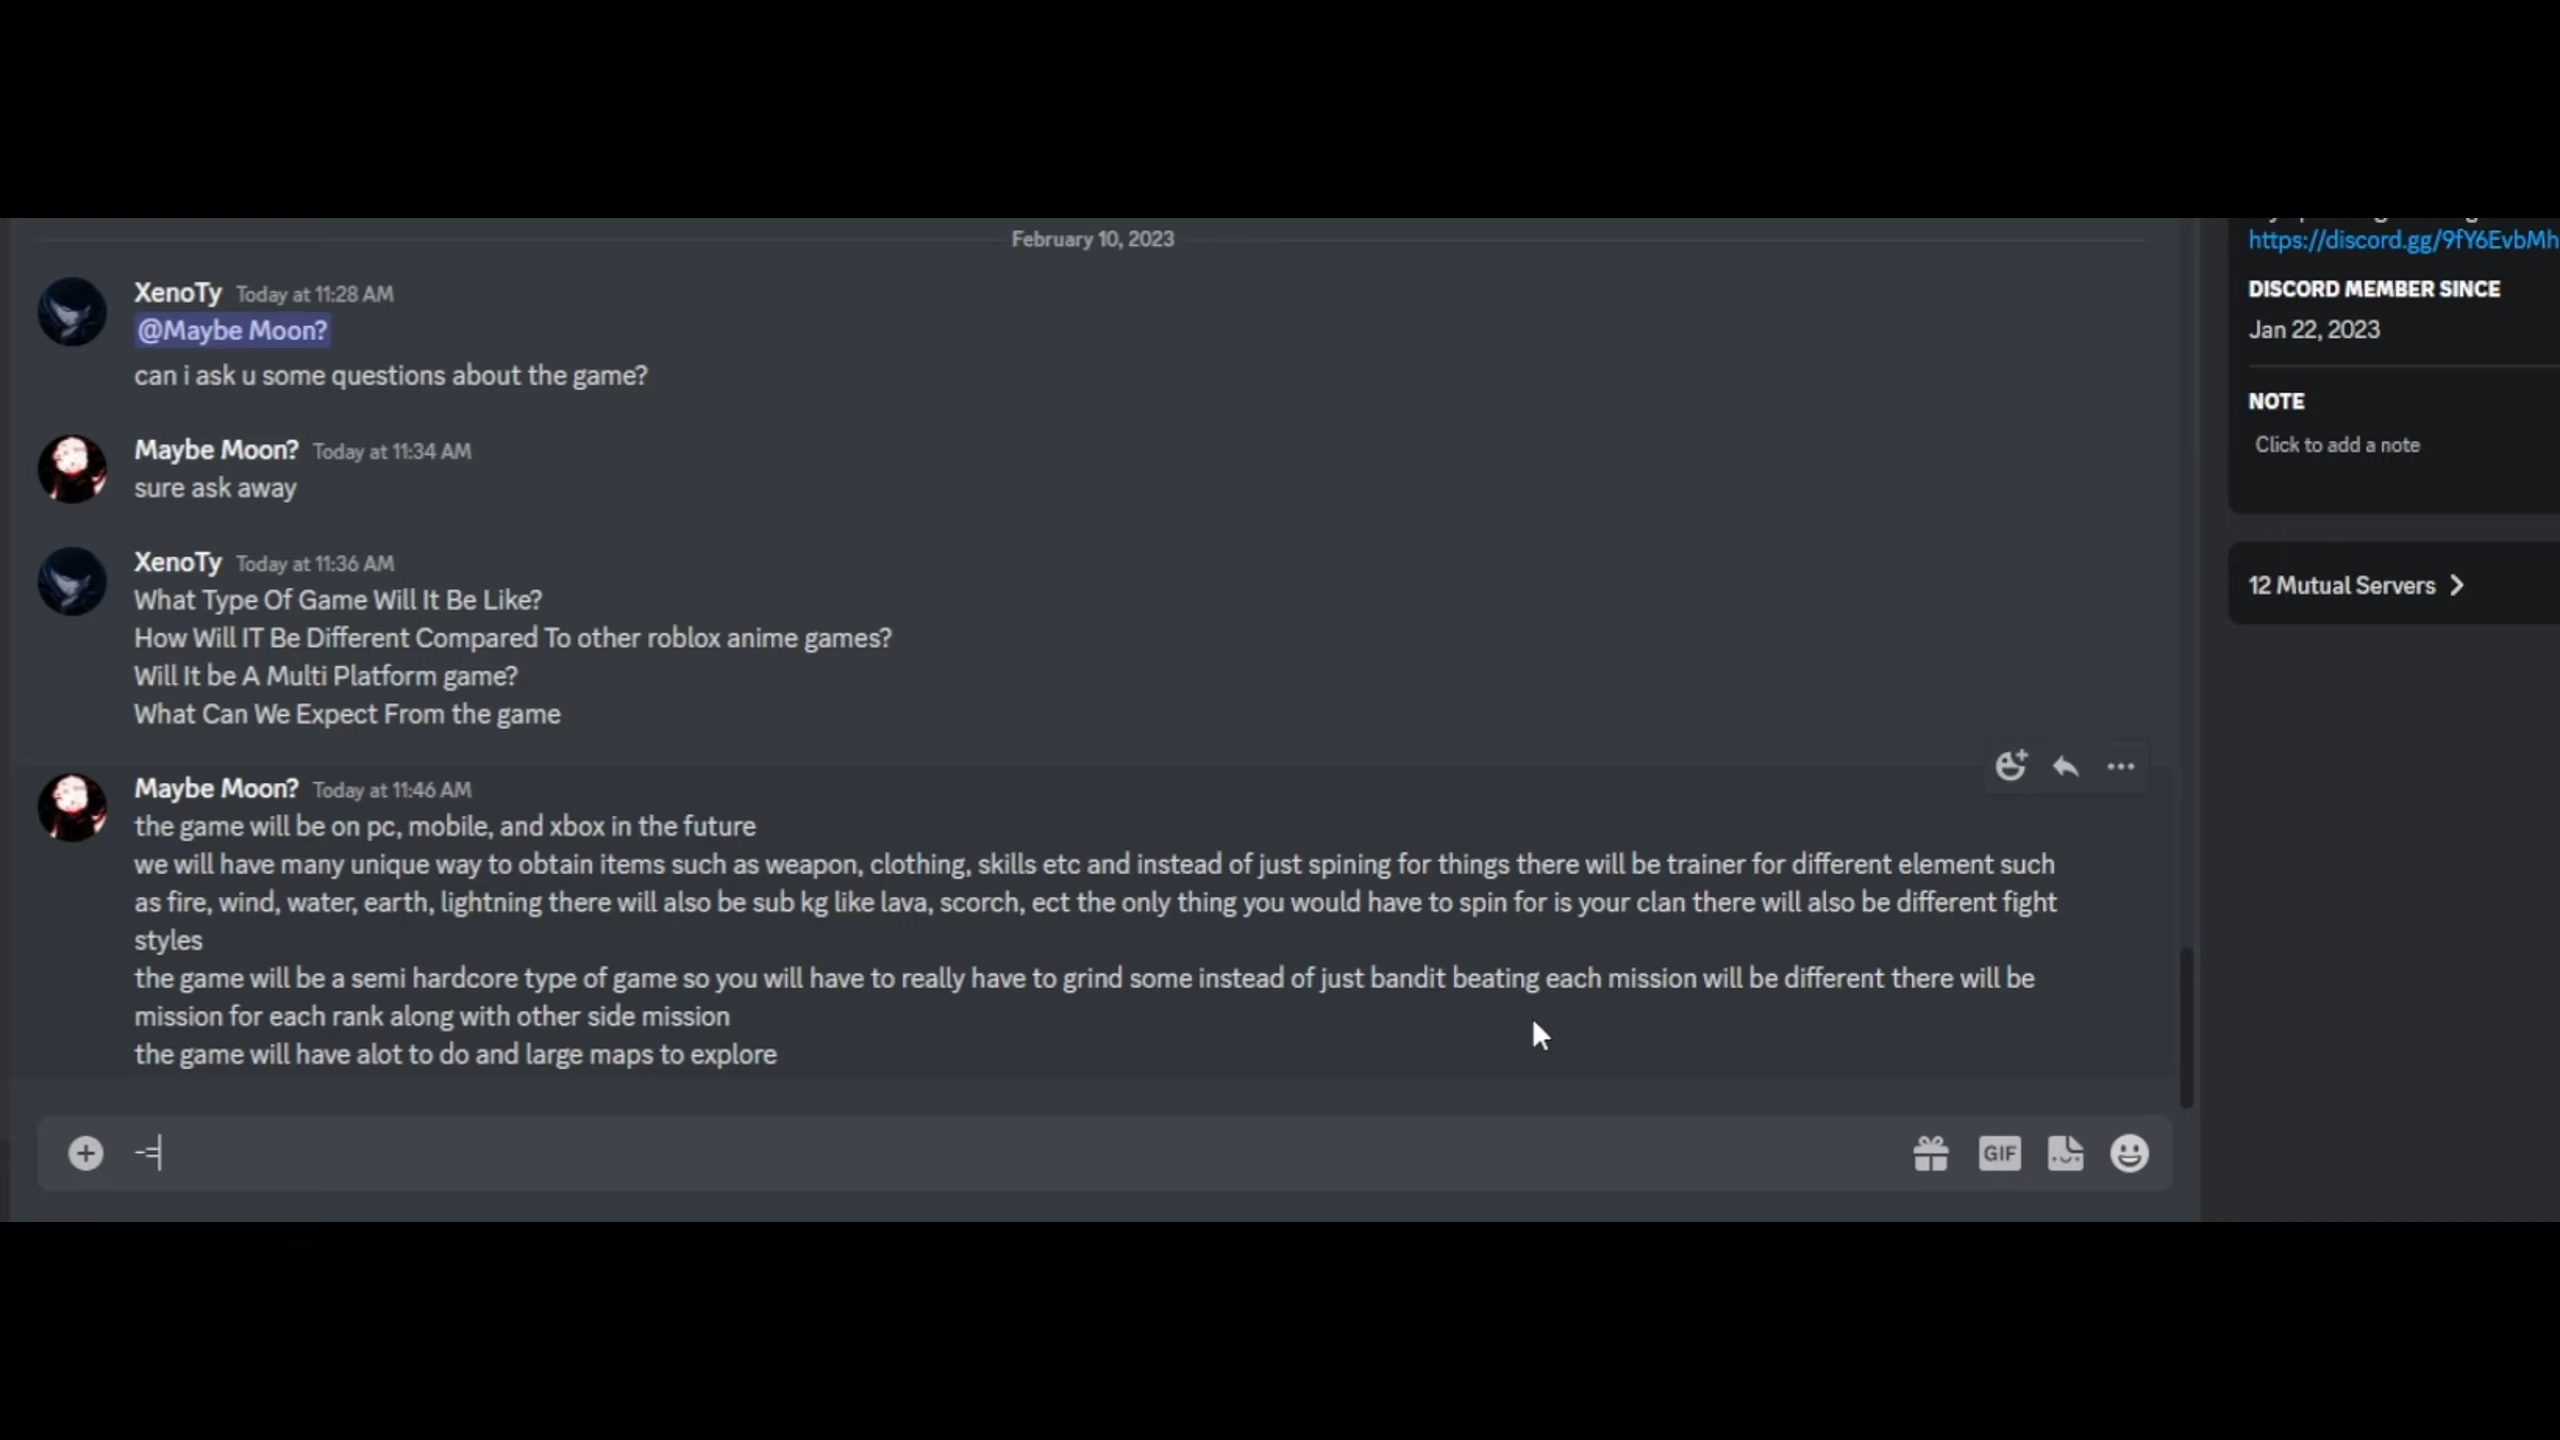 February 10, 2023
XenoTy Today at 11:28 AM
@Maybe Moon?
can i ask u some questions about the game?
Maybe Moon? Today at 11:34 AM
sure ask away
XenoTy Today at 11:36 AM
What Type Of Game Will It Be Like?
How Will IT Be Different Compared To other roblox anime games?
Will It be A Multi Platform game?
What Can We Expect From the game
Maybe Moon? Today at 11:46 AM
the game will be on pc, mobile, and xbox in the future
we will have many unique way to obtain items such as weapon, clothing, skills etc and instead of just spining for things there will be trainer for different element such
as fire, wind, water, earth, lightning there will also be sub kg like lava, scorch, ect the only thing you would have to spin for is your clan there will also be different fight
styles
the game will be a semi hardcore type of game so you will have to really have to grind some instead of just bandit beating each mission will be different there will be
mission for each rank along with other side mission
the game will have alot to do and large maps to explore
-=
GIF
https://discord.gg/9fY6EvbMh
DISCORD MEMBER SINCE
Jan 22, 2023
NOTE
Click to add a note
12 Mutual Servers